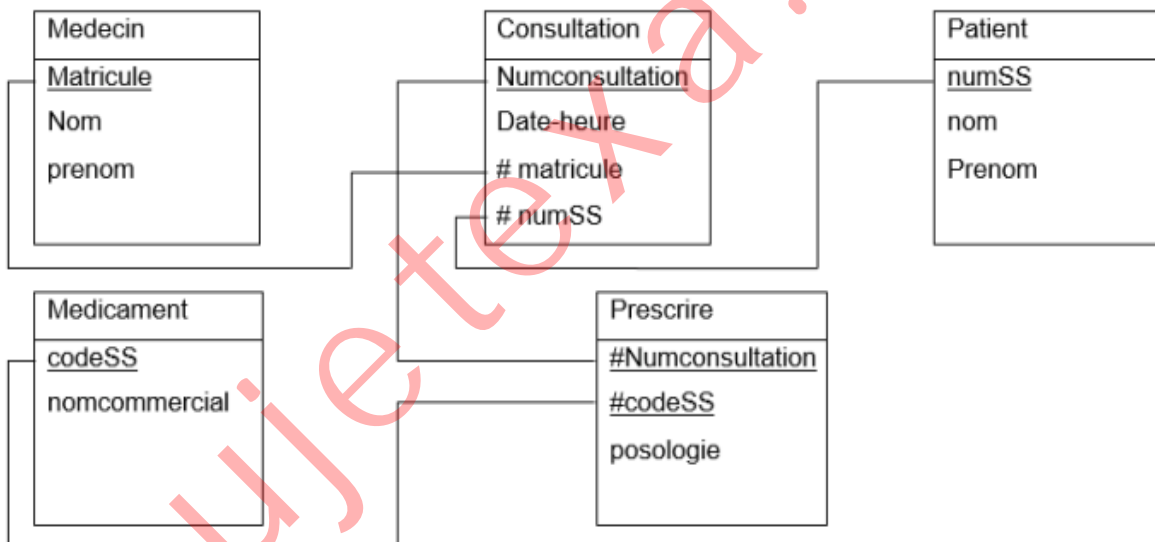 Medecin
Matricule
Nom
prenom
Consultation
Numconsultation
Date-heure
# matricule
# numSS
Patient
numSS
nom
Prenom
Medicament
codeSS
nomcommercial
Prescrire
#Numconsultation
#codeSS
posologie
ujetexa.